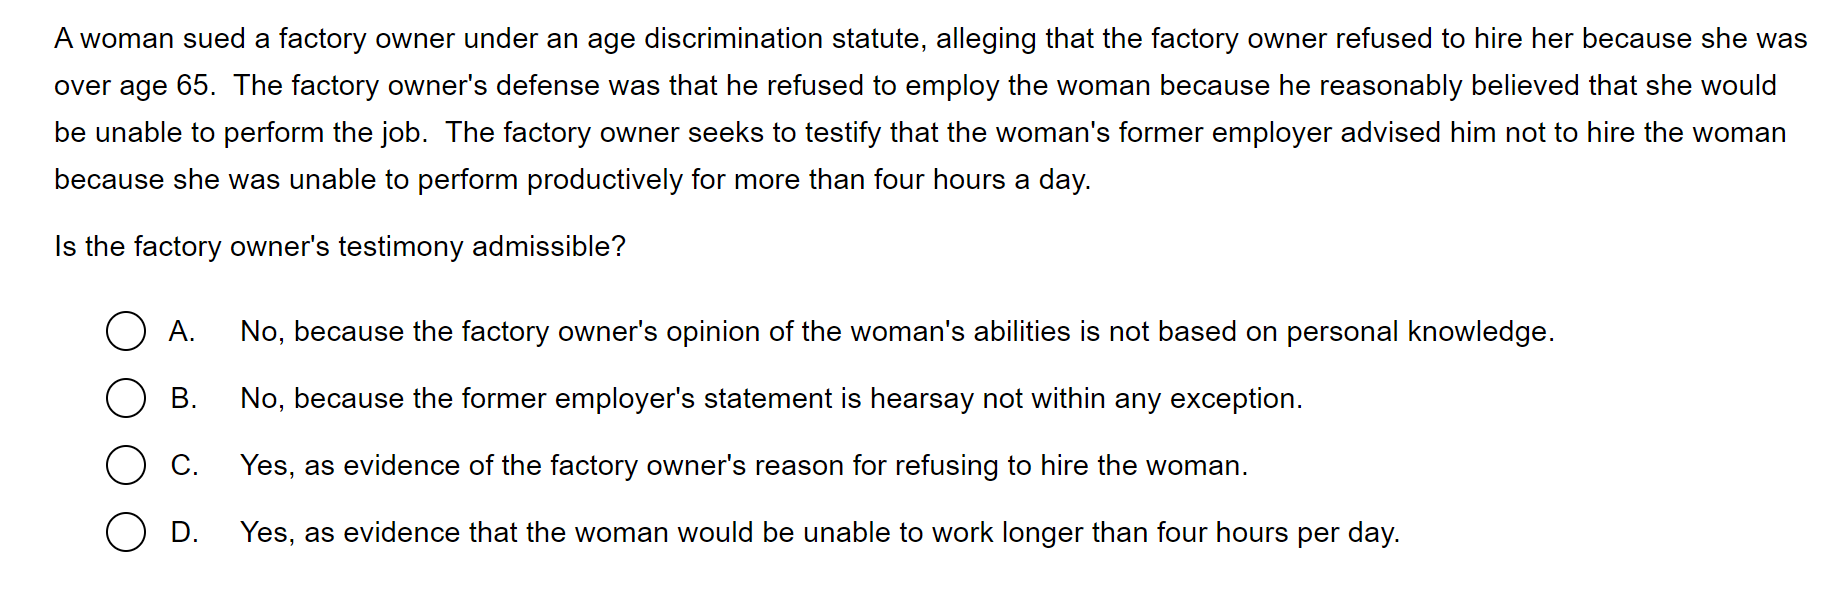 A woman sued a factory owner under an age discrimination statute, alleging that the factory owner refused to hire her because she was
over age 65.  The factory owner's defense was that he refused to employ the woman because he reasonably believed that she would
be unable to perform the job.  The factory owner seeks to testify that the woman's former employer advised him not to hire the woman
because she was unable to perform productively for more than four hours a day.
Is the factory owner's testimony admissible?
A. No, because the factory owner's opinion of the woman's abilities is not based on personal knowledge.
B. No, because the former employer's statement is hearsay not within any exception.
C. Yes, as evidence of the factory owner's reason for refusing to hire the woman.
D. Yes, as evidence that the woman would be unable to work longer than four hours per day.